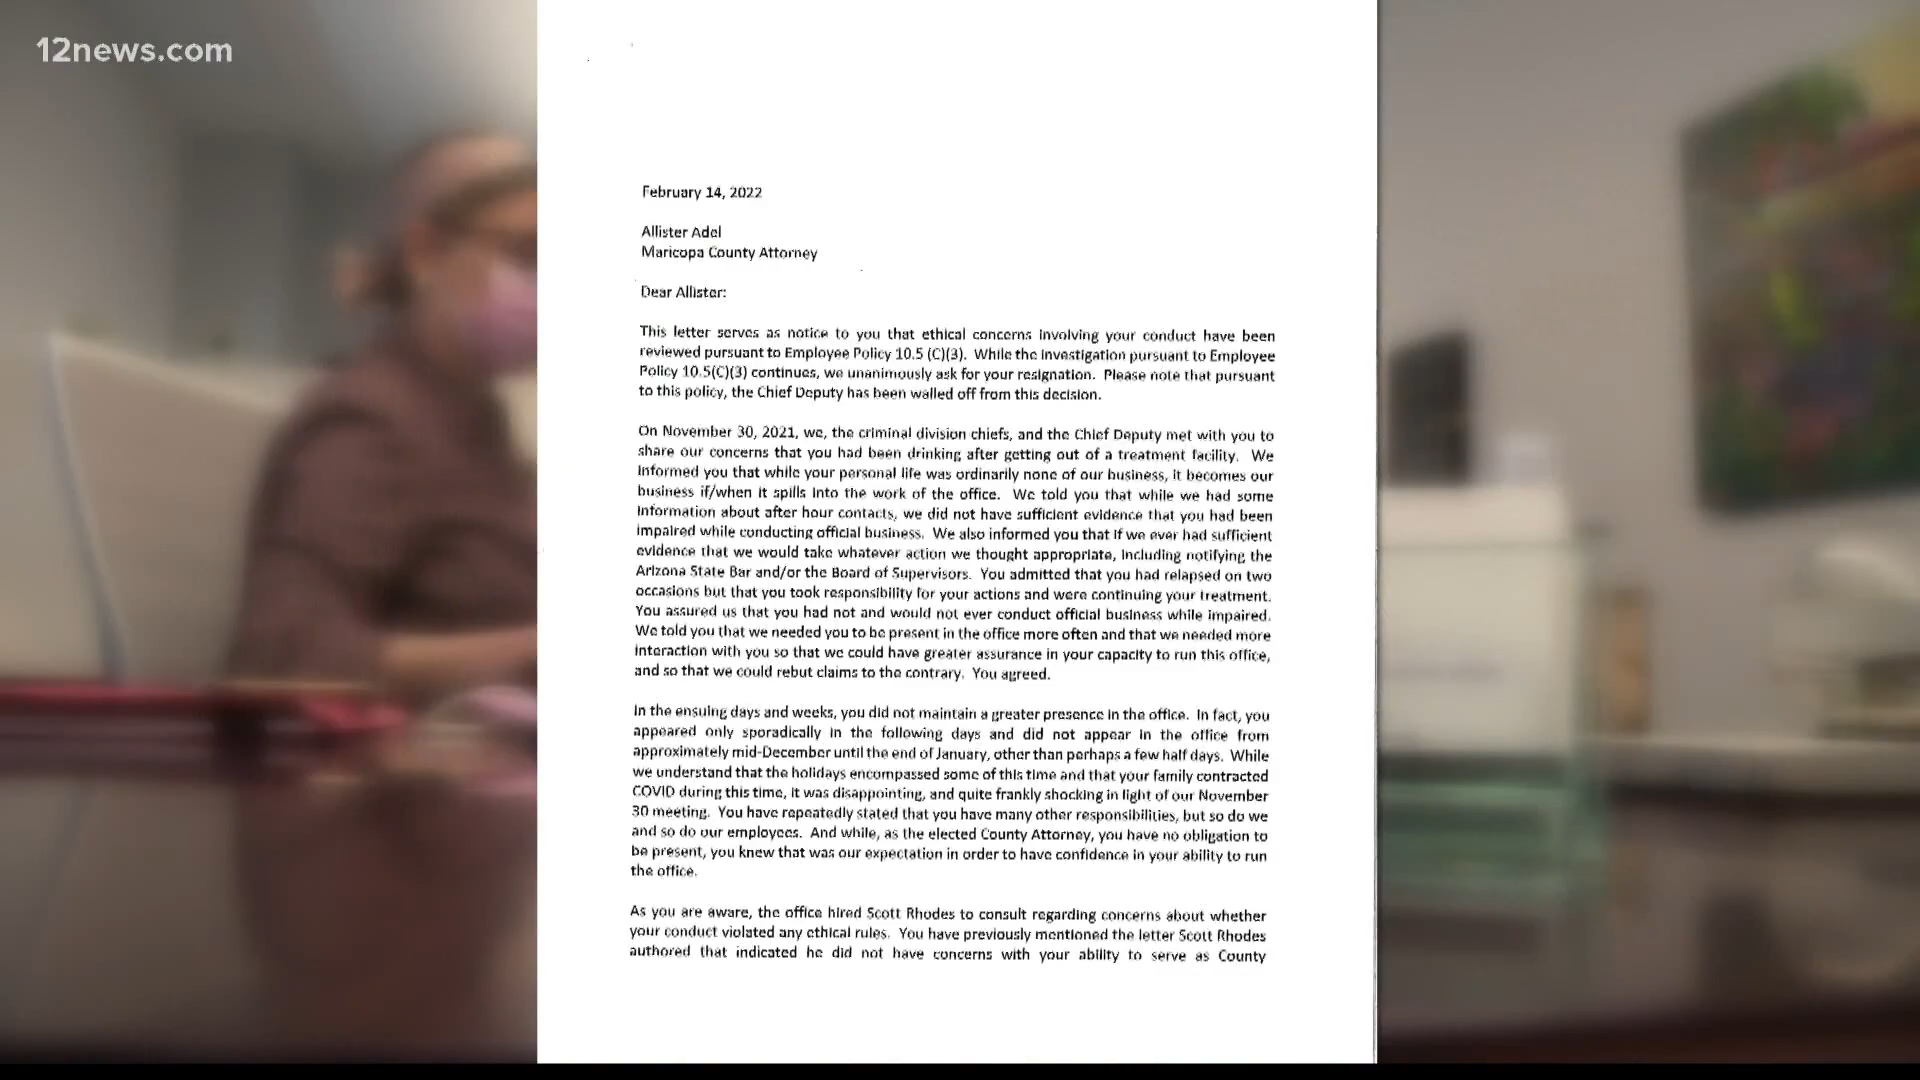 12news.com
February 14, 2022
Allister Adel
Maricopa County Attorney
Dear Allister:
This letter serves as notice to you that ethical concerns involving your conduct have been
reviewed pursuant to Employee Policy 10.5 (C)(3). While the investigation pursuant to Employee
Policy 10.5(C)(3) continues, we unanimously ask for your resignation. Please note that pursuant
to this policy, the Chief Deputy has been walled off from this decision.
On November 30, 2021, we, the criminal division chiefs, and the Chief Deputy met with you to
share our concerns that you had been drinking after getting out of a treatment facility. We
informed you that while your personal life was ordinarily none of our business, it becomes our
business if/when it spills into the work of the office. We told you that while we had some
information about after hour contacts, we did not have sufficient evidence that you had been
impaired while conducting official business. We also informed you that if we ever had sufficient
evidence that we would take whatever action we thought appropriate, including notifying the
Arizona State Bar and/or the Board of Supervisors. You admitted that you had relapsed on two
occasions but that you took responsibility for your actions and were continuing your treatment.
You assured us that you had not and would not ever conduct official business while impaired.
We told you that we needed you to be present in the office more often and that we needed more
interaction with you so that we could have greater assurance in your capacity to run this office,
and so that we could rebut claims to the contrary. You agreed.
In the ensuing days and weeks, you did not maintain a greater presence in the office. In fact, you
appeared only sporadically in the following days and did not appear in the office from
approximately mid-December until the end of January, other than perhaps a few half days. While
we understand that the holidays encompassed some of this time and that your family contracted
COVID during this time, it was disappointing, and quite frankly shocking in light of our November
30 meeting. You have repeatedly stated that you have many other responsibilities, but so do we
and so do our employees. And while, as the elected County Attorney, you have no obligation to
be present, you knew that was our expectation in order to have confidence in your ability to run
the office.
As you are aware, the office hired Scott Rhodes to consult regarding concerns about whether
your conduct violated any ethical rules. You have previously mentioned the letter Scott Rhodes
authored that indicated he did not have concerns with your ability to serve as County